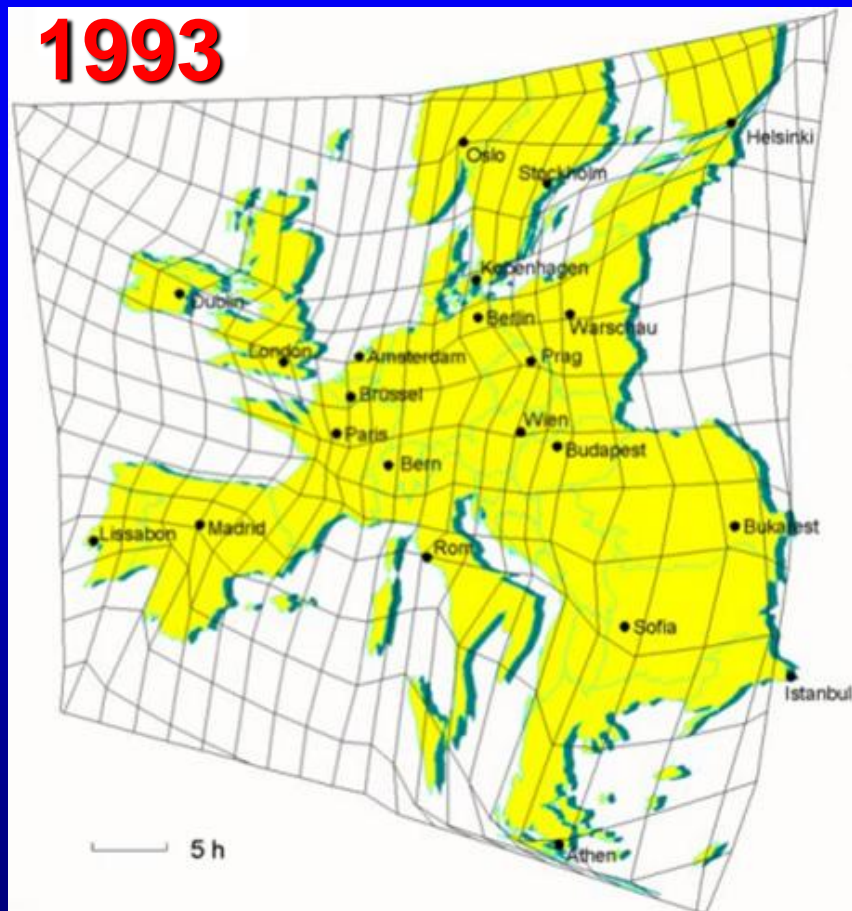 1993
Helsinki
Oslo
Stockholm
Kopenhagen
Dublin
Berlin
Warschau
London
Amsterdam
Prag
Brüssel
Wien
Paris
Budapest
Bern
Lissabon
Madrid
Bukarest
Rom
Sofia
Istanbul
5 h
Athen